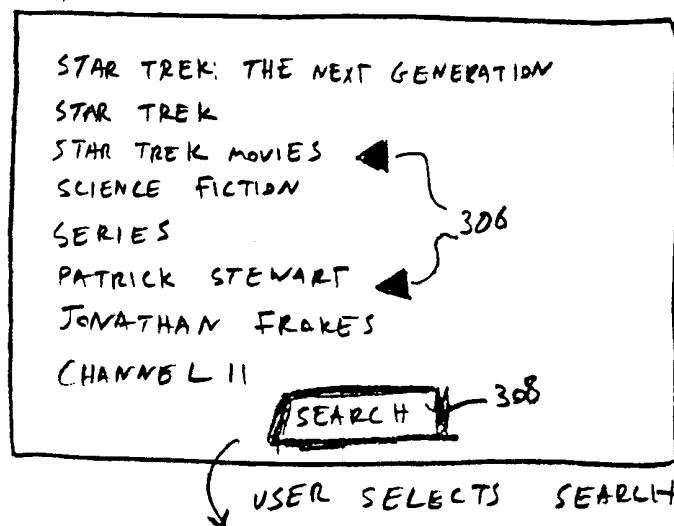 STAR TREK: THE NEXT GENERATION
STAR TREK
STAR TREK MOVIES
SCIENCE FICTION
306
SERIES
PATRICK STEWART
JONATHAN FRAKES
CHANNEL 11
SEARCH 308
USER SELECTS SEARCH